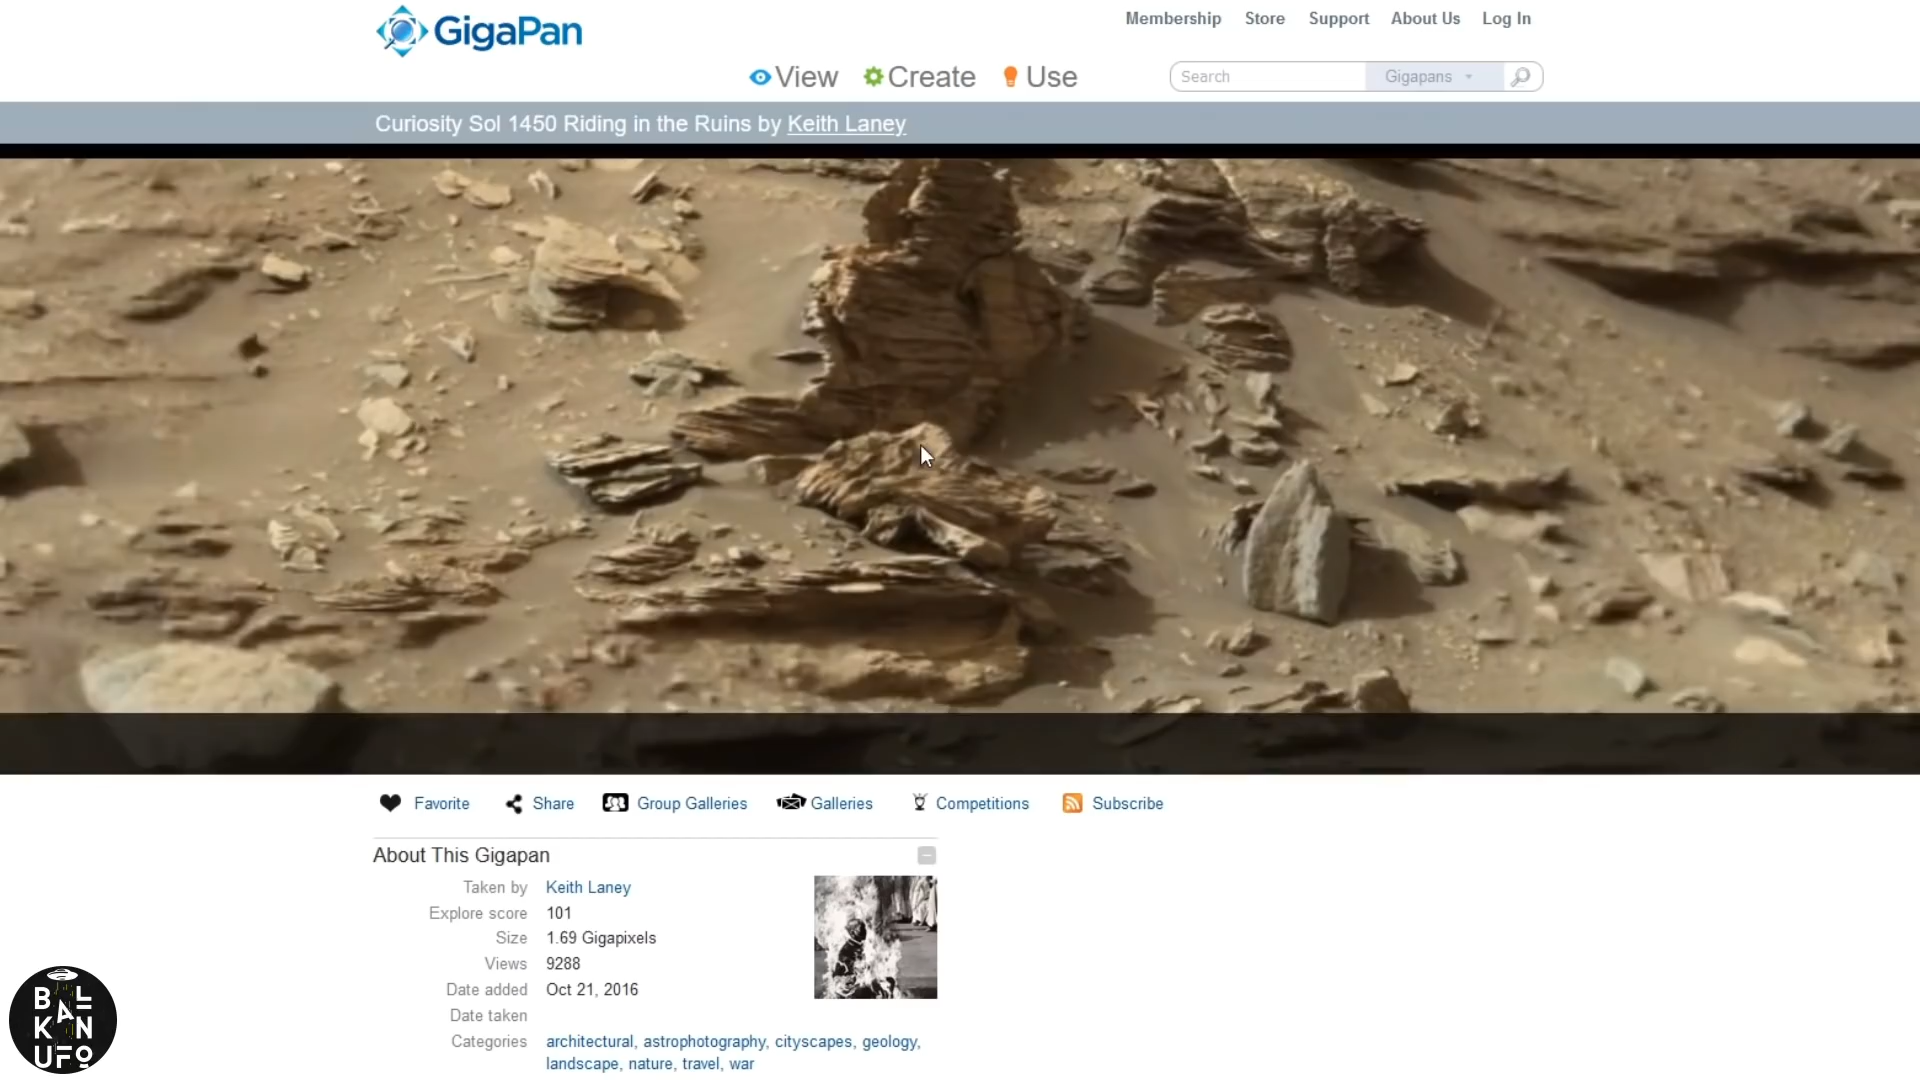 GigaPan
Membership Store Support About Us Log In
View Create Use
Search Gigapans
Curiosity Sol 1450 Riding in the Ruins by Keith Laney
Favorite Share Group Galleries Galleries Competitions Subscribe
About This Gigapan
Taken by Keith Laney
Explore score 101
Size 1.69 Gigapixels
Views 9288
Date added Oct 21, 2016
Date taken
Categories architectural, astrophotography, cityscapes, geology,
landscape, nature, travel, war
BAL
KAN
UFO